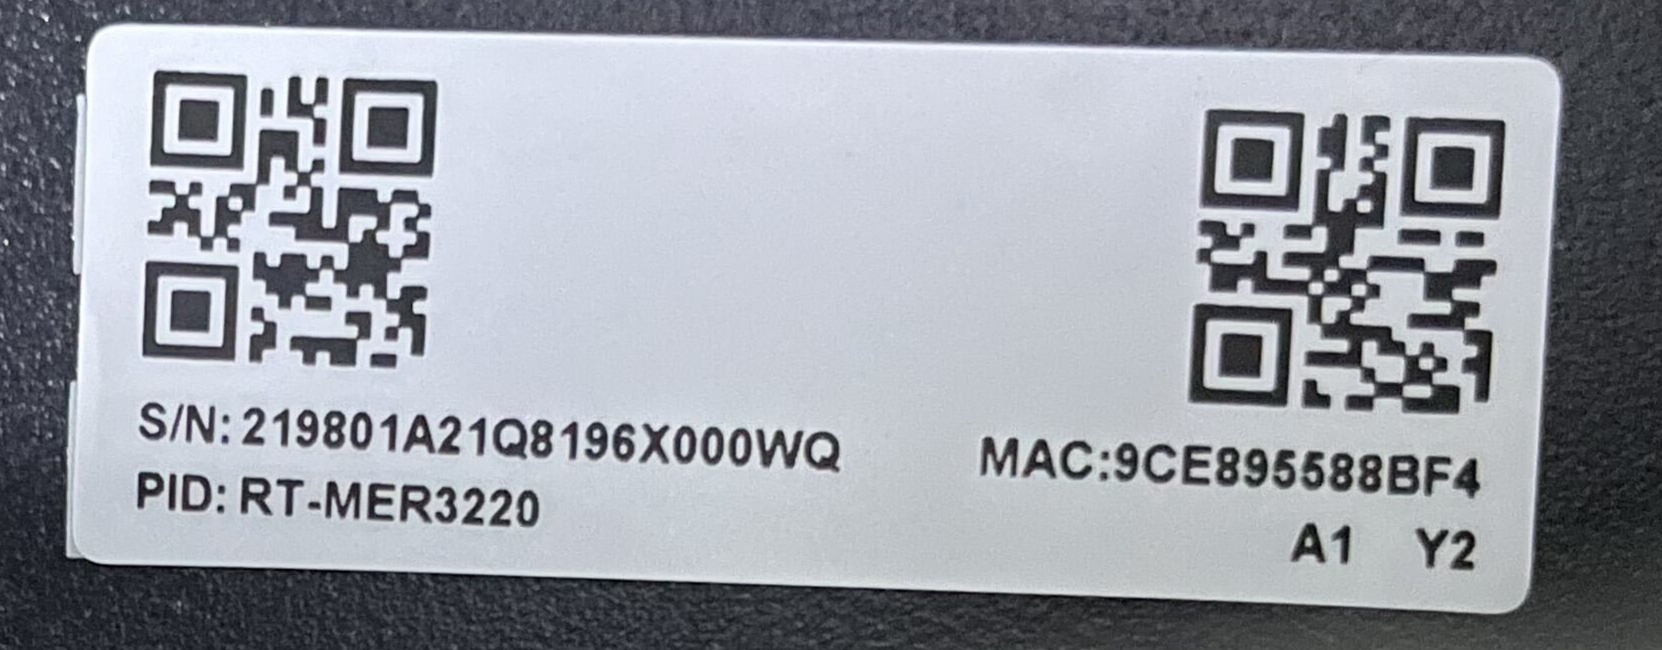 S/N: 219801A21Q8196X000WQ
PID: RT-MER3220
MAC:9CE895588BF4
A1 Y2